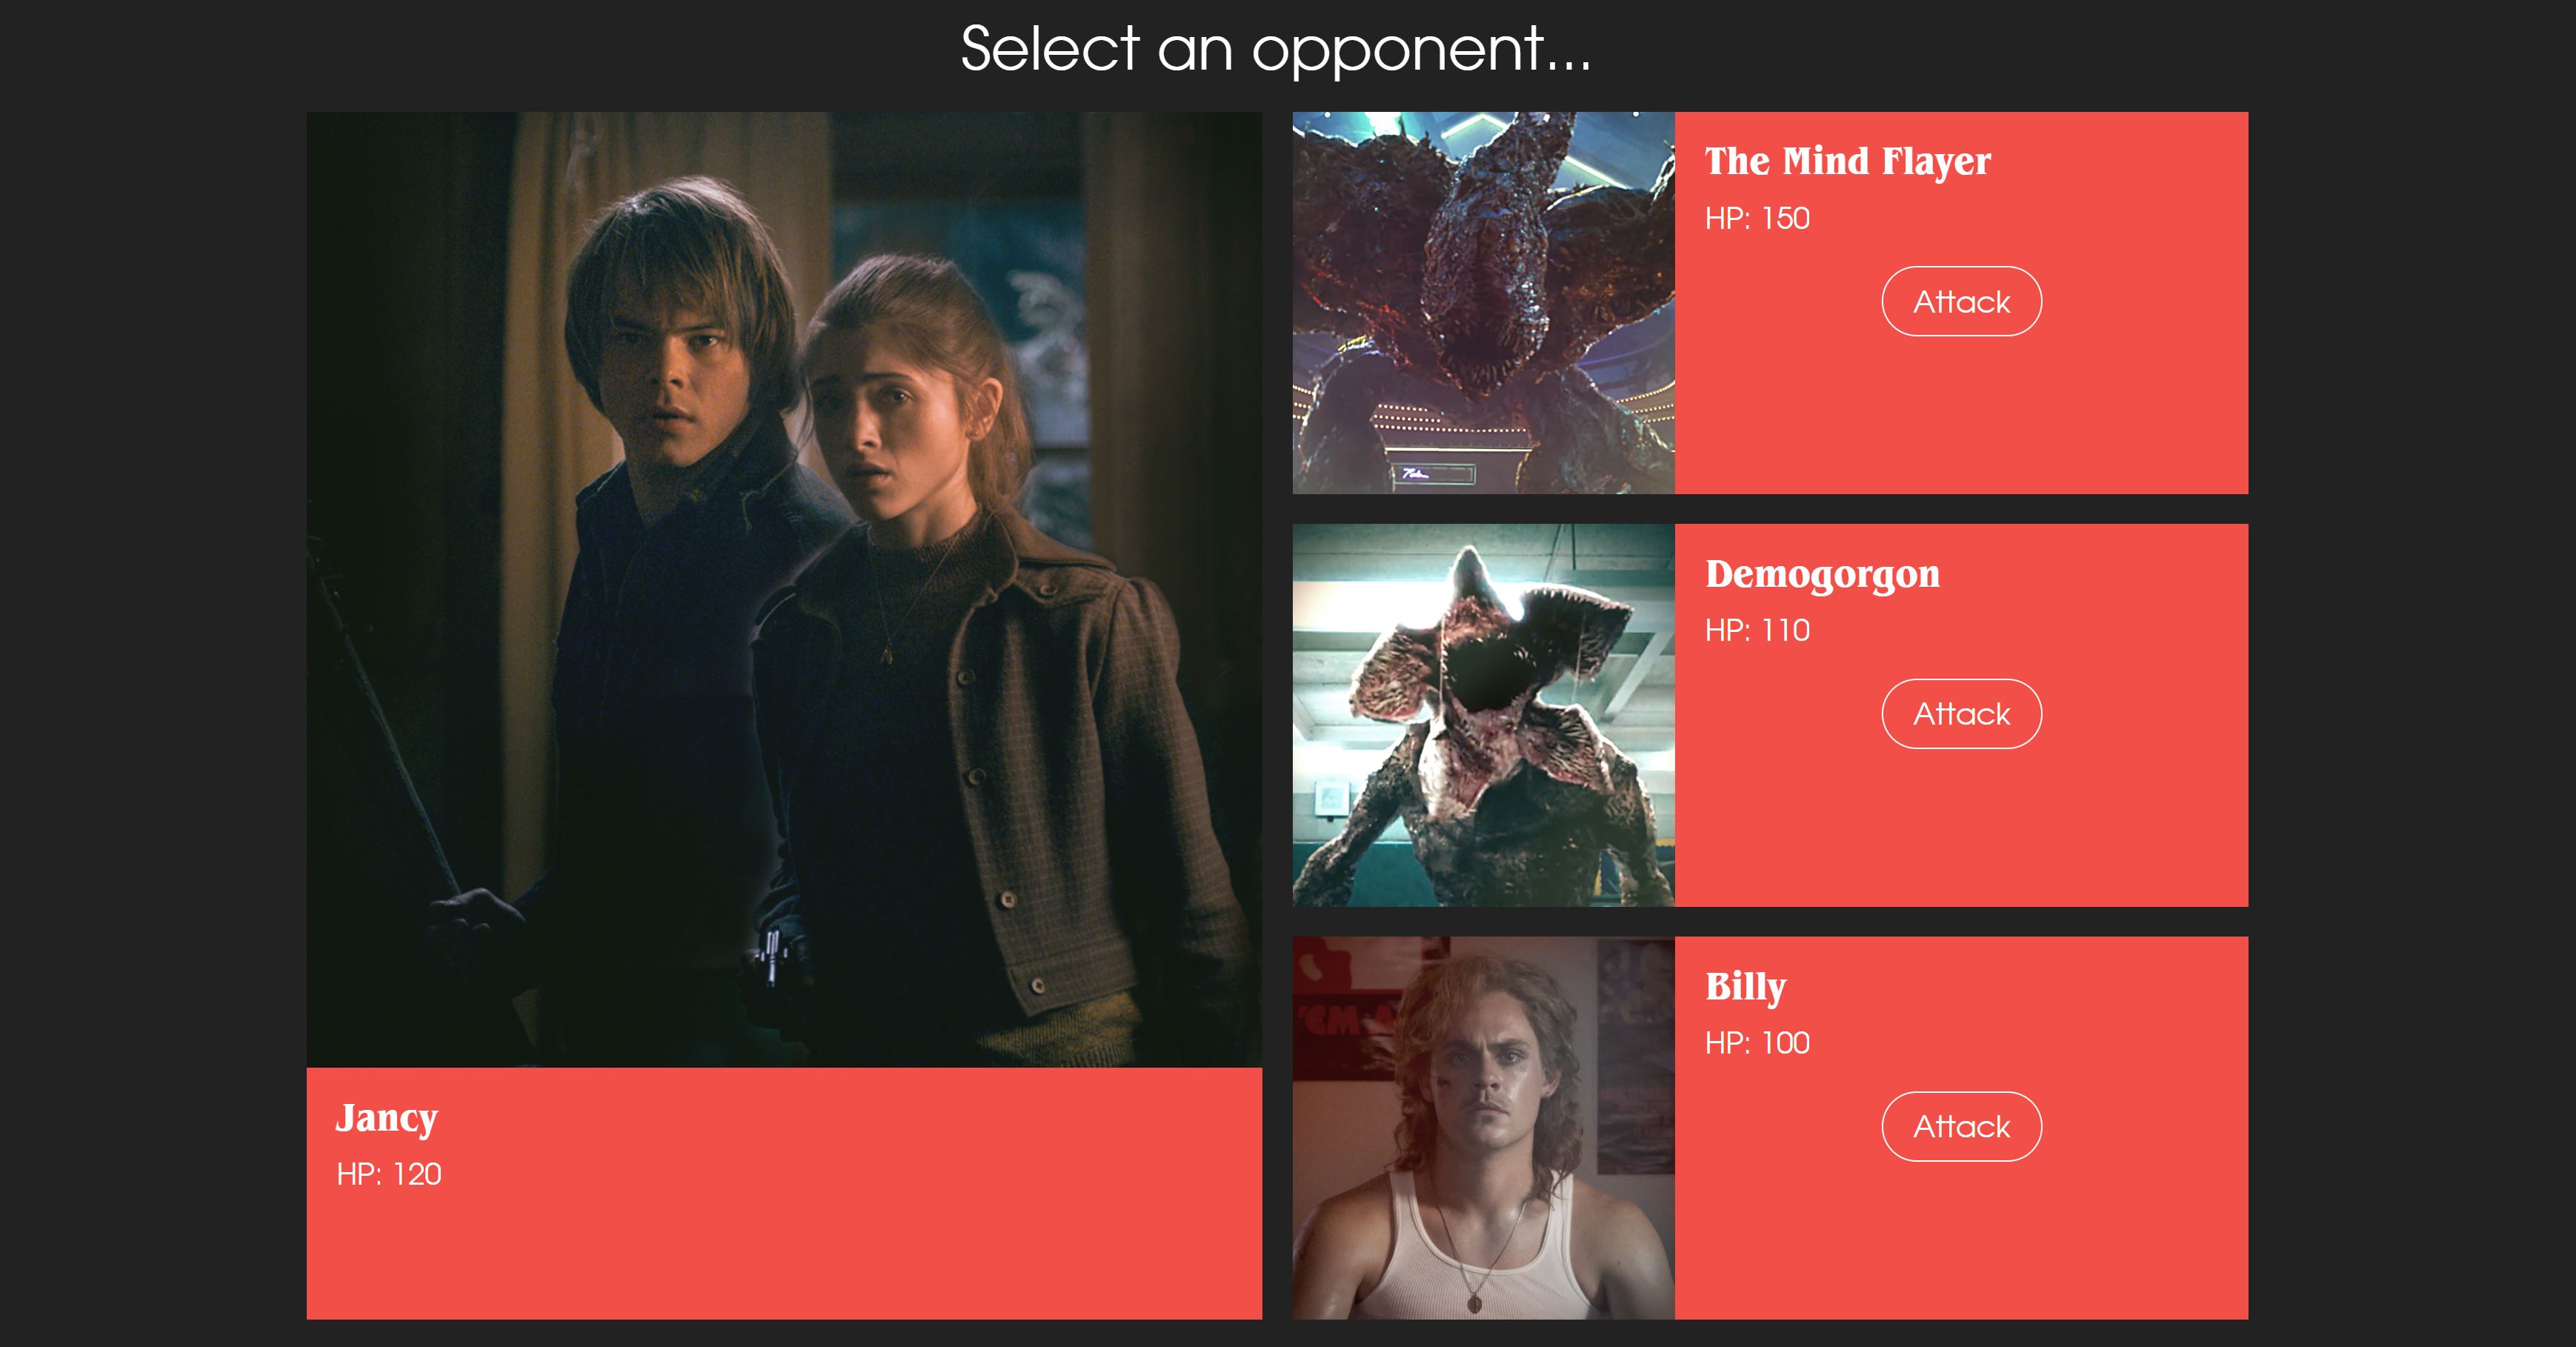 Select an opponent...
Jancy
HP: 120
The Mind Flayer
HP: 150
Attack
Demogorgon
HP: 110
Attack
'EM A
Billy
HP: 100
Attack